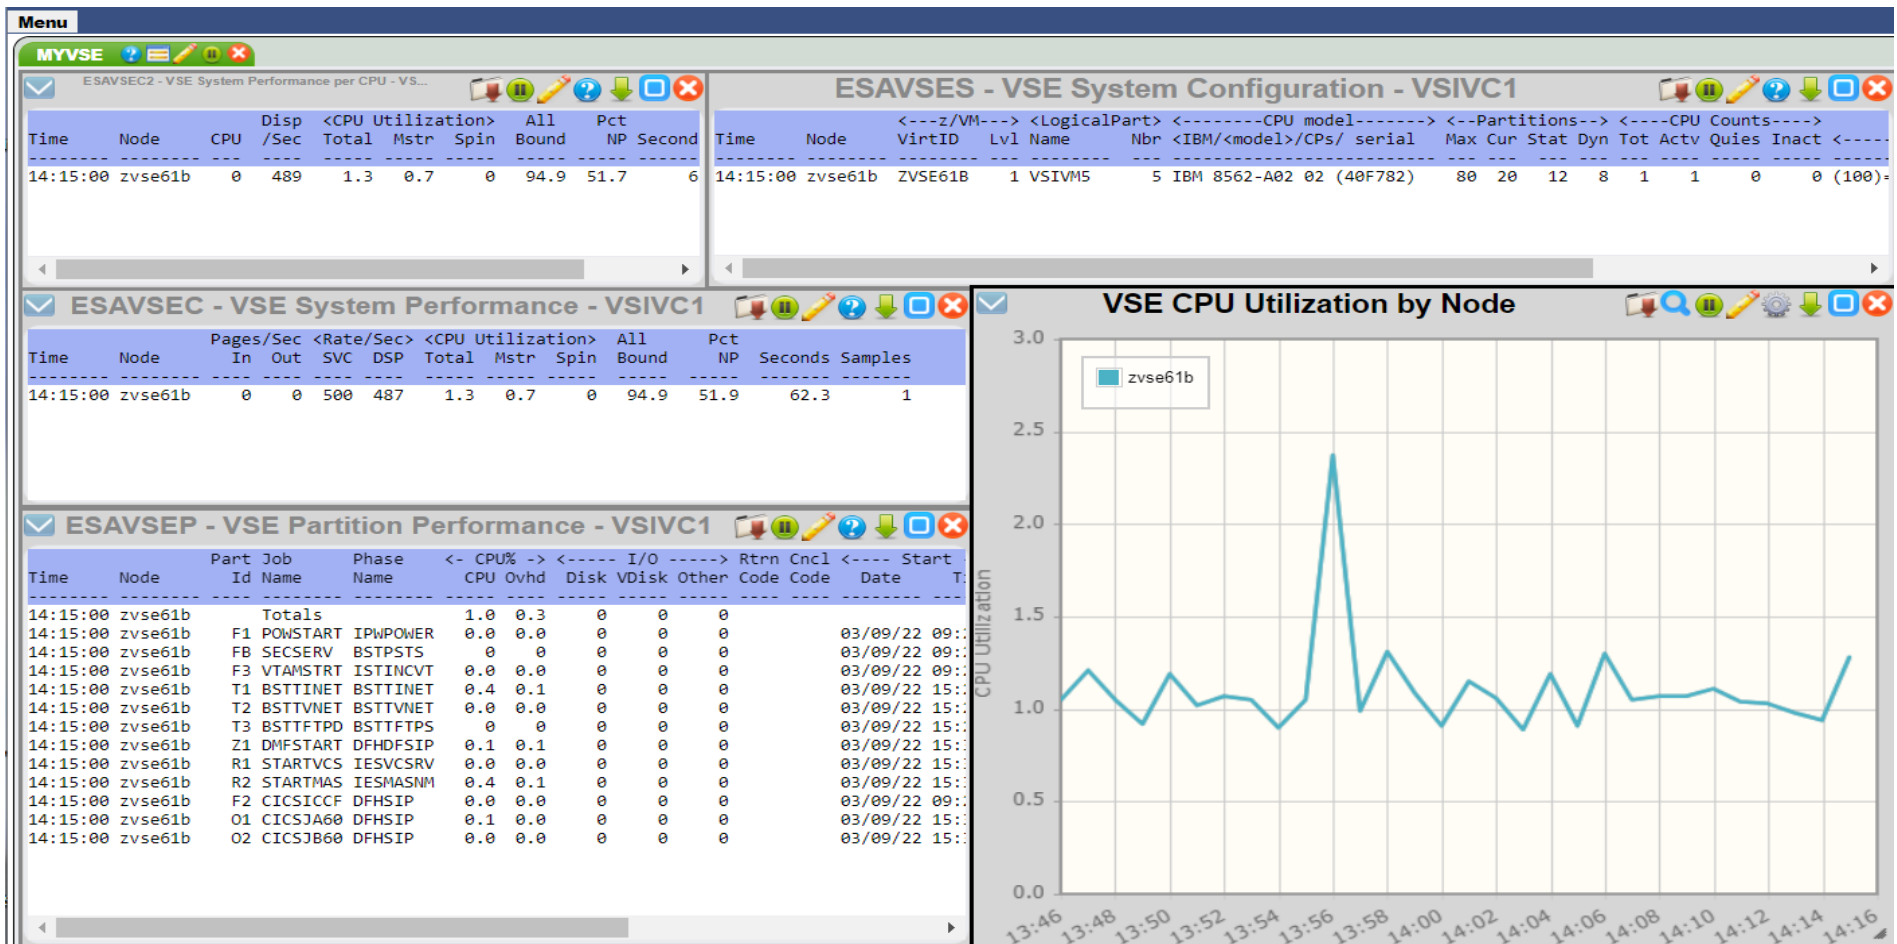 Menu
MYVSE
ESAVSEC2 - VSE System Performance per CPU - VS...
Disp <CPU Utilization> All Pct
Time Node CPU /Sec Total Mstr Spin Bound NP Second
-------- -------- --- ---- ----- ---- ---- ----- ---- ------
14:15:00 zvse61b 0 489 1.3 0.7 0 94.9 51.7 6
ESAVSES - VSE System Configuration - VSIVC1
<---z/VM---> <LogicalPart> <--------CPU model-------> <--Partitions--> <----CPU Counts---->
Time Node VirtID Lvl Name Nbr <IBM/<model>/CPs/ serial Max Cur Stat Dyn Tot Actv Quies Inact <-----
14:15:00 zvse61b ZVSE61B 1 VSIVM5 5 IBM 8562-A02 02 (40F782) 80 20 12 8 1 1 0 0 (100)=
ESAVSEC - VSE System Performance - VSIVC1
Pages/Sec <Rate/Sec> <CPU Utilization> All Pct
Time Node In Out SVC DSP Total Mstr Spin Bound NP Seconds Samples
14:15:00 zvse61b 0 0 500 487 1.3 0.7 0 94.9 51.9 62.3 1
ESAVSEP - VSE Partition Performance - VSIVC1
Part Job Phase <- CPU% -> <----- I/O -----> Rtrn Cncl <---- Start
Time Node Id Name Name CPU Ovhd Disk VDisk Other Code Code Date
14:15:00 zvse61b Totals 1.0 0.3 0 0 0
14:15:00 zvse61b F1 POWSTART IPWPOWER 0.0 0.0 0 0 0 03/09/22 09:
14:15:00 zvse61b FB SECSERV BSTPSTS 0 0 0 0 0 03/09/22 09:
14:15:00 zvse61b F3 VTAMSTRT ISTINCVT 0.0 0.0 0 0 0 03/09/22 09:
14:15:00 zvse61b T1 BSTTINET BSTTINET 0.4 0.1 0 0 0 03/09/22 15:
14:15:00 zvse61b T2 BSTTVNET BSTTVNET 0.0 0.0 0 0 0 03/09/22 15:
14:15:00 zvse61b T3 BSTTFTPD BSTTFTPS 0 0 0 0 0 03/09/22 15:
14:15:00 zvse61b Z1 DMFSTART DFHDFSIP 0.1 0.1 0 0 0 03/09/22 15:
14:15:00 zvse61b R1 STARTVCS IESVCSRV 0.0 0.0 0 0 0 03/09/22 15:
14:15:00 zvse61b R2 STARTMAS IESMASNM 0.4 0.1 0 0 0 03/09/22 15:
14:15:00 zvse61b F2 CICSICCF DFHSIP 0.0 0.0 0 0 0 03/09/22 09:
14:15:00 zvse61b O1 CICSJA60 DFHSIP 0.1 0.0 0 0 0 03/09/22 15:
14:15:00 zvse61b O2 CICSJB60 DFHSIP 0.0 0.0 0 0 0 03/09/22 15:
VSE CPU Utilization by Node
zvse61b
CPU Utilization
3.0
2.5
2.0
1.5
1.0
0.5
0.0
13:46 13:48 13:50 13:52 13:54 13:56 13:58 14:00 14:02 14:04 14:06 14:08 14:10 14:12 14:14 14:16